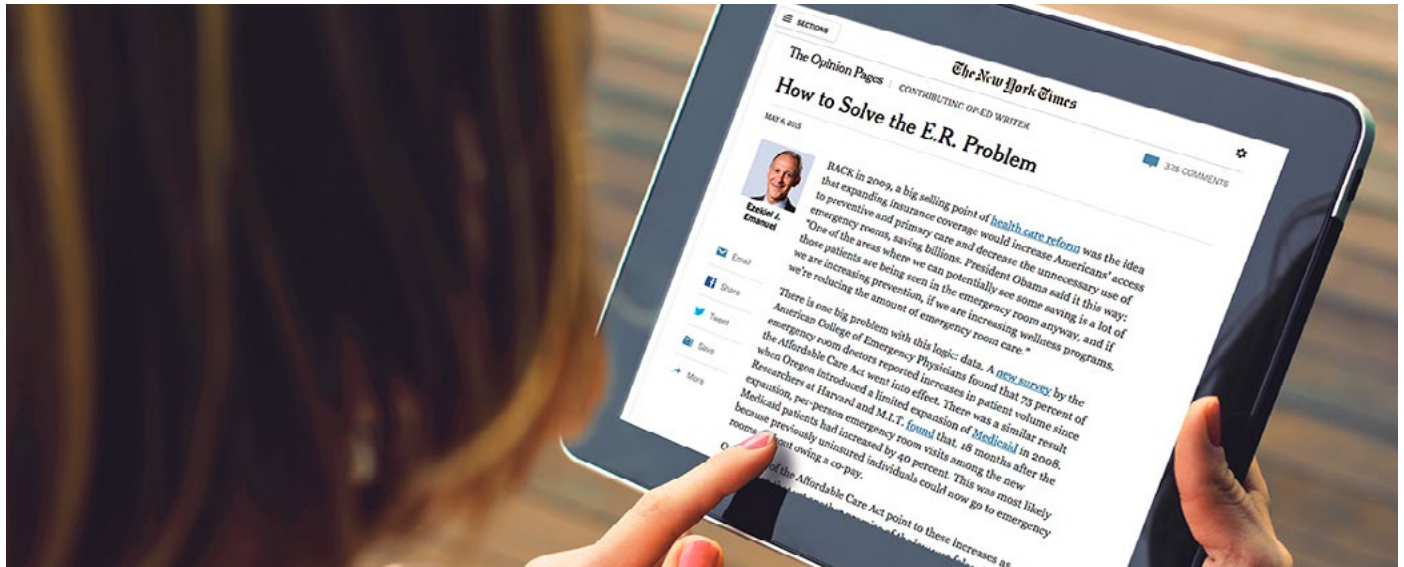 SECTIONS
The New York Times
The Opinion Pages | CONTRIBUTING OP-ED WRITER
How to Solve the E.R. Problem
MAY 6, 2015
376 COMMENTS
Ezekiel J.
Emanuel
Email
Share
Tweet
Save
More
BACK in 2009, a big selling point of health care reform was the idea
that expanding insurance coverage would increase Americans' access
to preventive and primary care and decrease the unnecessary use of
emergency rooms, saving billions. President Obama said it this way:
"One of the areas where we can potentially see some saving is a lot of
those patients are being seen in the emergency room anyway, and if
we are increasing prevention, if we are increasing wellness programs,
we're reducing the amount of emergency room care."
There is one big problem with this logic: data. A new survey by the
American College of Emergency Physicians found that 75 percent of
emergency room doctors reported increases in patient volume since
the Affordable Care Act went into effect. There was a similar result
when Oregon introduced a limited expansion of Medicaid in 2008.
Researchers at Harvard and M.I.T. found that, 18 months after the
expansion, per-person emergency room visits among the new
Medicaid patients had increased by 40 percent. This was most likely
because previously uninsured individuals could now go to emergency
rooms without owing a co-pay.
of the Affordable Care Act point to these increases as